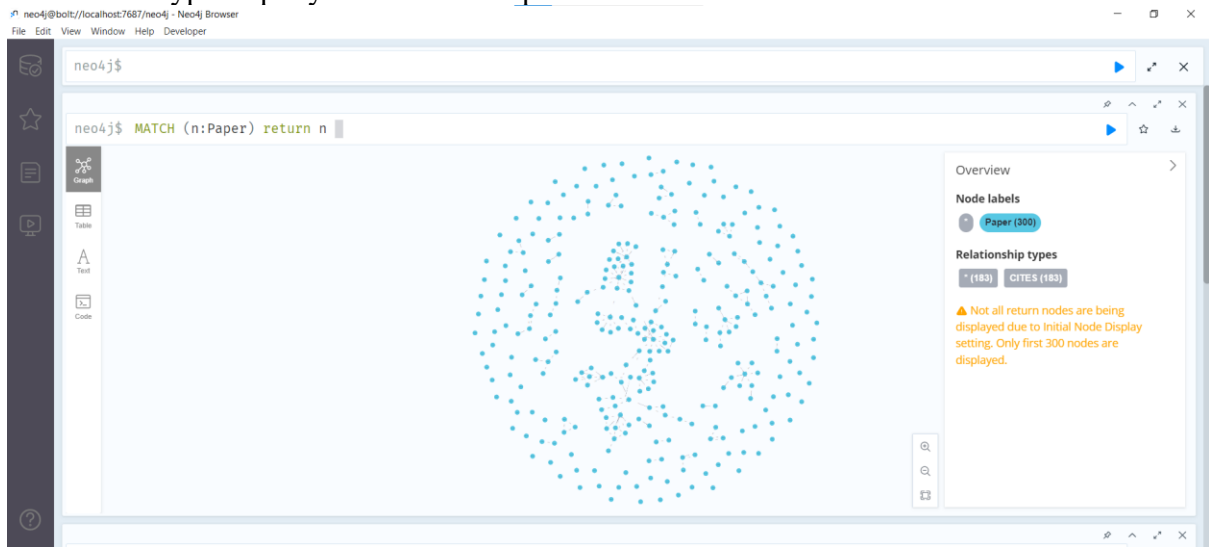 neo4j@bolt://localhost:7687/neo4j - Neo4j Browser
File Edit View Window Help Developer
neo4j$
neo4j$ MATCH (n:Paper) return n
Graph
Table
A
Text
Code
Overview
Node labels
* Paper (300)
Relationship types
* (183) CITES (183)
Not all return nodes are being
displayed due to Initial Node Display
setting. Only first 300 nodes are
displayed.